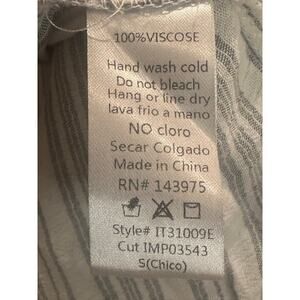 100%VISCOSE
Hand wash cold
Do not bleach
Hang or line dry
lava frio a mano
NO cloro
Secar Colgado
Made in China
RN# 143975
Style# IT31009E
Cut IMP03543
S(Chico)